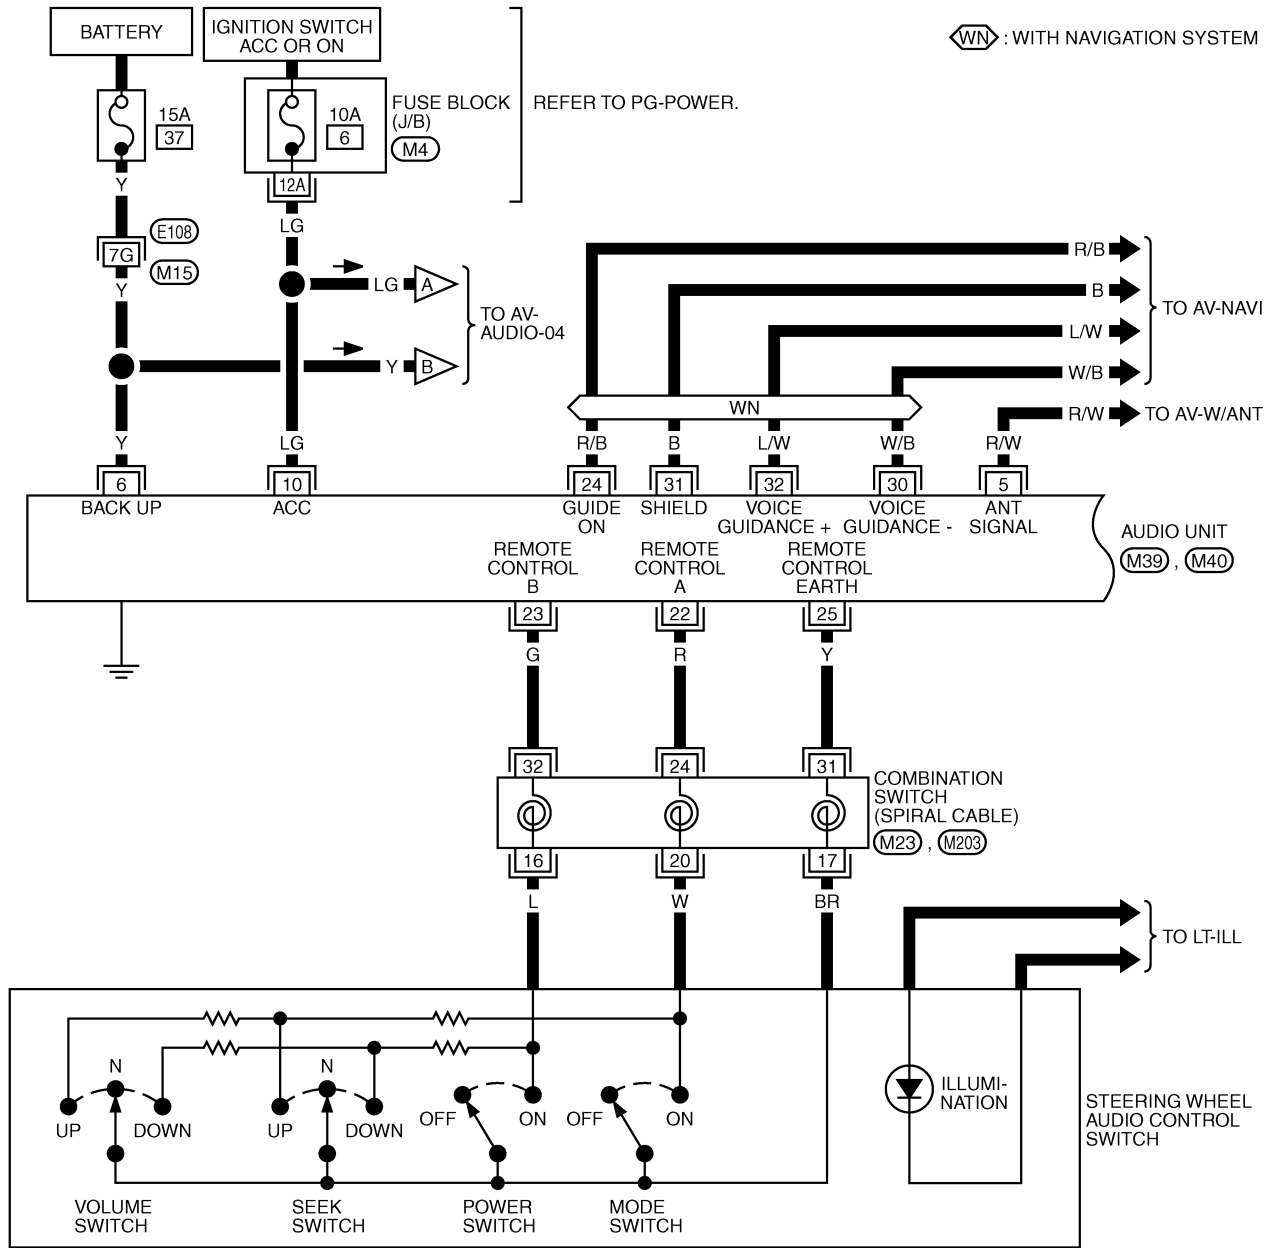 BATTERY
IGNITION SWITCH
ACC OR ON
WN : WITH NAVIGATION SYSTEM
15A
37
10A
6
FUSE BLOCK
(J/B)
M4
REFER TO PG-POWER.
12A
Y
LG
E108
7G
M15
Y
LG
A
TO AV-
AUDIO-04
Y
B
R/B
B
L/W
W/B
TO AV-NAVI
R/W
TO AV-W/ANT
WN
Y
LG
R/B
B
L/W
W/B
R/W
6
10
24
31
32
30
5
BACK UP
ACC
GUIDE
ON
SHIELD
VOICE
GUIDANCE +
VOICE
GUIDANCE -
ANT
SIGNAL
AUDIO UNIT
M39 , M40
REMOTE
CONTROL
B
REMOTE
CONTROL
A
REMOTE
CONTROL
EARTH
23
22
25
G
R
Y
32
24
31
COMBINATION
SWITCH
(SPIRAL CABLE)
M23 , M203
16
20
17
L
W
BR
TO LT-ILL
N
N
UP
DOWN
UP
DOWN
OFF
ON
OFF
ON
ILLUMI-
NATION
STEERING WHEEL
AUDIO CONTROL
SWITCH
VOLUME
SWITCH
SEEK
SWITCH
POWER
SWITCH
MODE
SWITCH